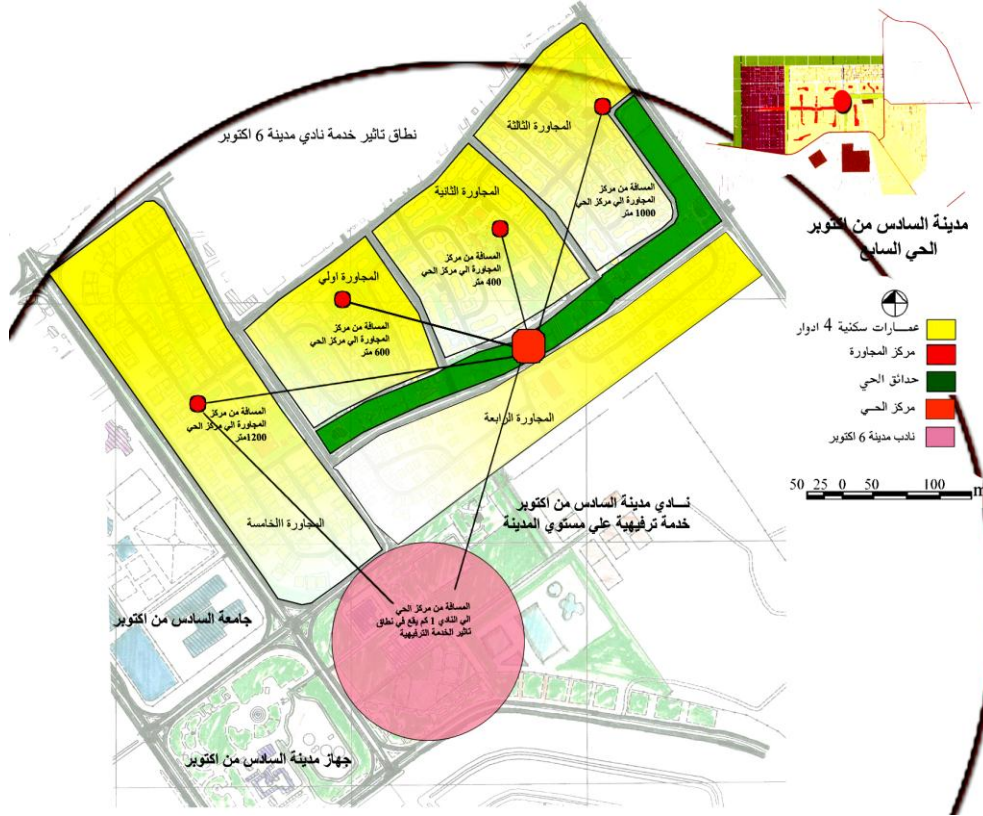 نطاق تاثير خدمة نادي مدينة 6 اكتوبر
المجاورة الثالثة
المسافة من مركز
المجاورة الي مركز الحي
1000 متر
المجاورة الثانية
المسافة من مركز
المجاورة الي مركز الحي
400 متر
المجاورة اولي
المسافة من مركز
المجاورة الي مركز الحي
600 متر
المسافة من مركز
المجاورة الي مركز الحي
1200متر
المجاورة الرابعة
المجاورة االخامسة
نــادي مدينة السادس من اكتوبر
خدمة ترفيهية علي مستوي المدينة
المسافة من مركز الحي
الي النادي 1 كم يقع في نطاق
تاثير الخدمة الترفيهية
جامعة السادس من اكتوبر
جهاز مدينة السادس من اكتوبر
مدينة السادس من اكتوبر
الحي السابع
عمــــارات سكنية 4 ادوار
مركز المجاورة
حدائق الحي
مركز الحـــي
نادب مدينة 6 اكتوبر
50 25 0 50 100 m